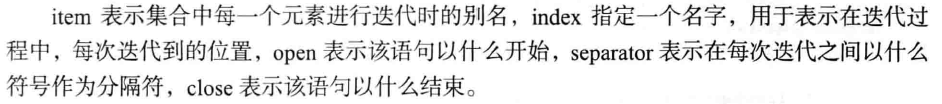 item 表示集合中每一个元素进行迭代时的别名，index 指定一个名字，用于表示在迭代过
程中，每次迭代到的位置，open 表示该语句以什么开始，separator 表示在每次迭代之间以什么
符号作为分隔符，close 表示该语句以什么结束。